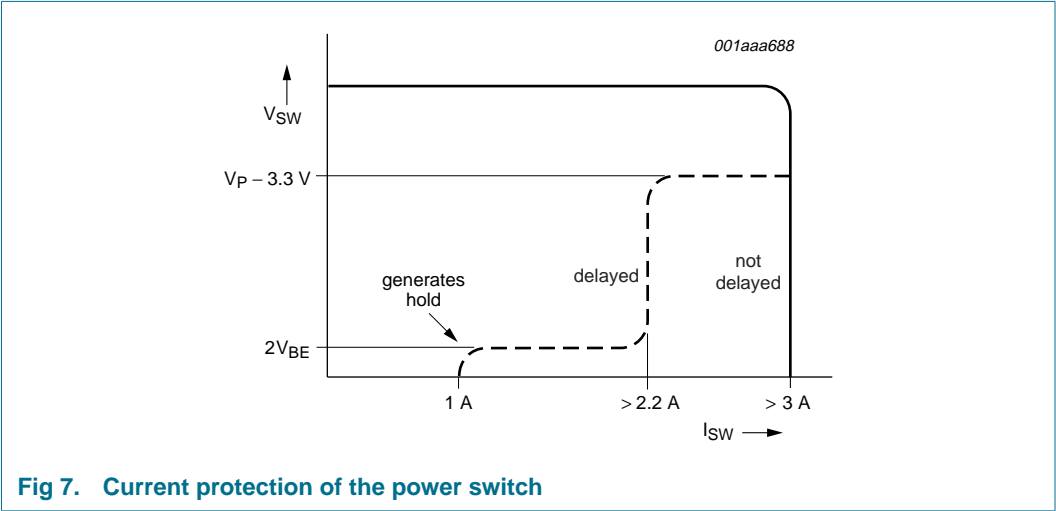 001aaa688
VSW
VP − 3.3 V
generates
hold
delayed
not
delayed
2VBE
1 A
> 2.2 A
> 3 A
ISW
Fig 7. Current protection of the power switch